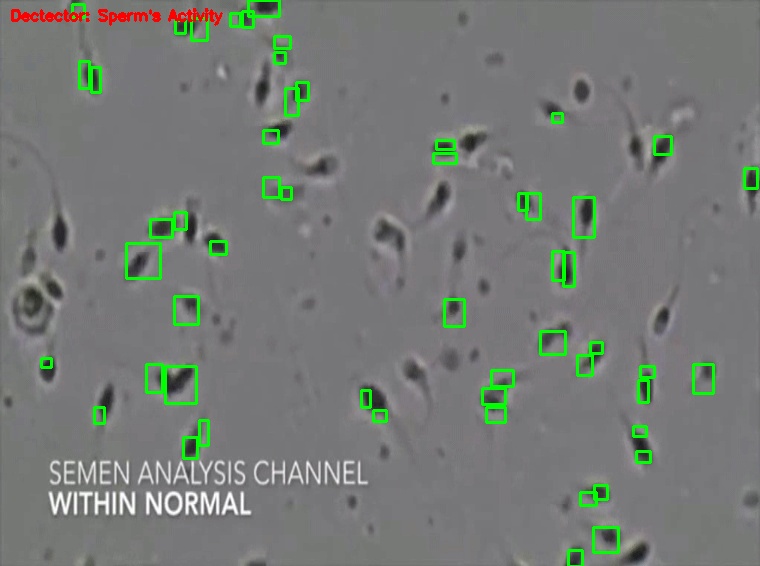 Dectector: Sperm's Activity
SEMEN ANALYSIS CHANNEL
WITHIN NORMAL